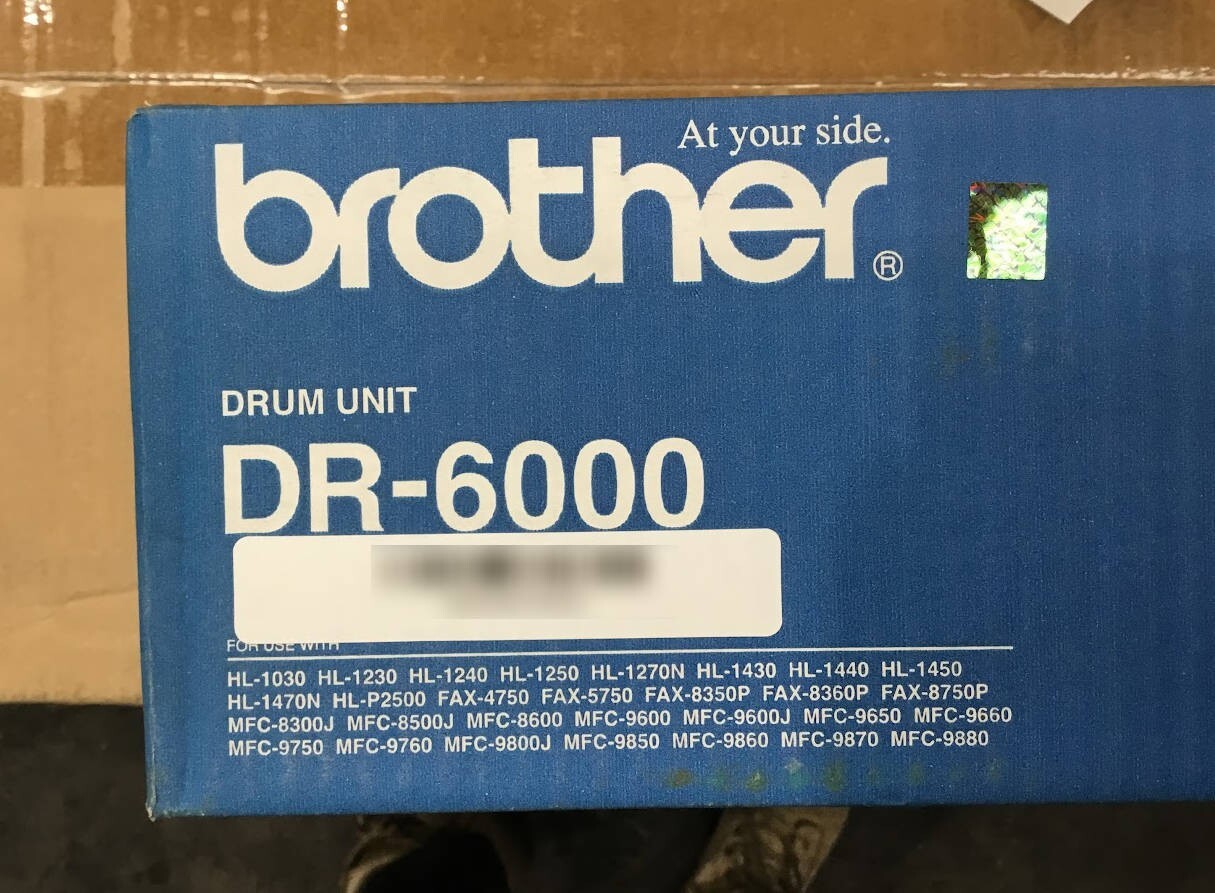 At your side.
brother®
DRUM UNIT
DR-6000
FOR USE WITH
HL-1030 HL-1230 HL-1240 HL-1250 HL-1270N HL-1430 HL-1440 HL-1450
HL-1470N HL-P2500 FAX-4750 FAX-5750 FAX-8350P FAX-8360P FAX-8750P
MFC-8300J MFC-8500J MFC-8600 MFC-9600 MFC-9600J MFC-9650 MFC-9660
MFC-9750 MFC-9760 MFC-9800J MFC-9850 MFC-9860 MFC-9870 MFC-9880